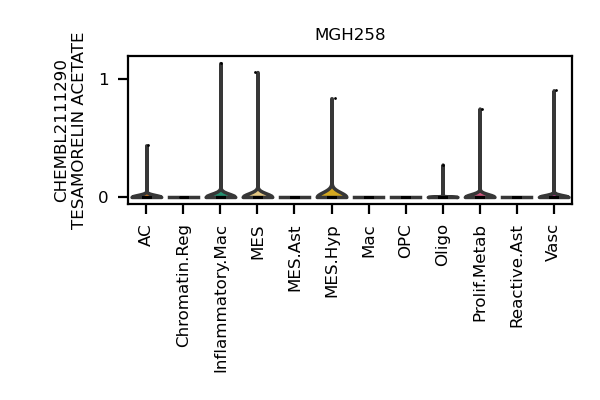 MGH258
CHEMBL2111290
TESAMORELIN ACETATE
1
0
AC
Chromatin.Reg
Inflammatory.Mac
MES
MES.Ast
MES.Hyp
Mac
OPC
Oligo
Prolif.Metab
Reactive.Ast
Vasc